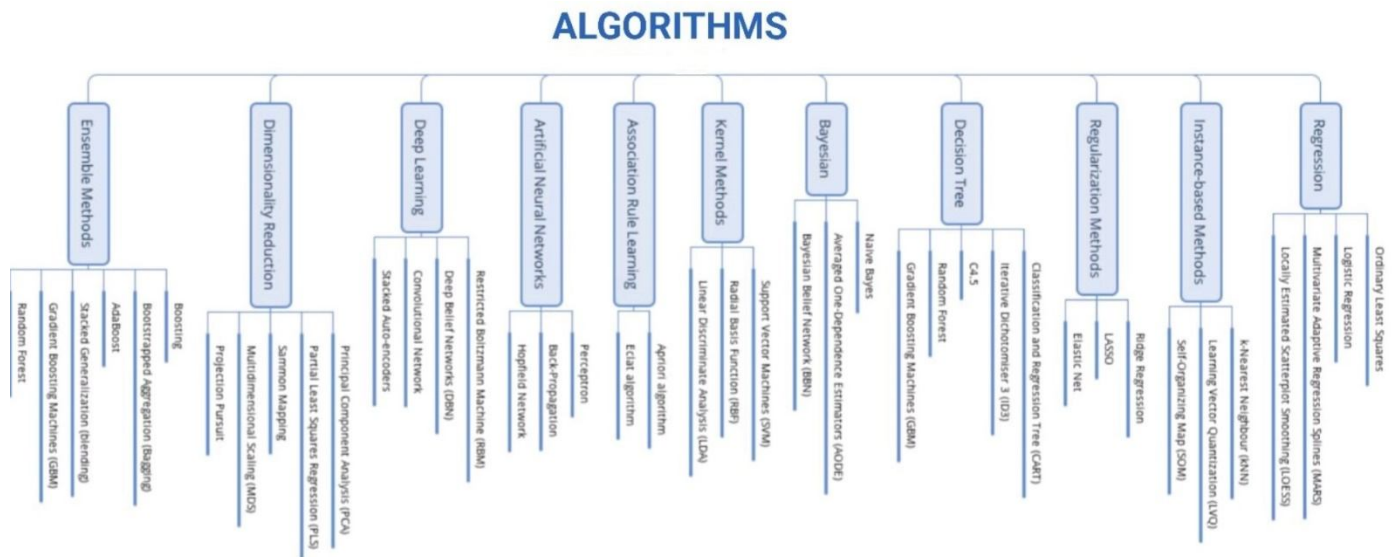 ALGORITHMS
Regression
Ordinary Least Squares
Logistic Regression
Multivariate Adaptive Regression Splines (MARS)
Locally Estimated Scatterplot Smoothing (LOESS)
Instance-based Methods
k-Nearest Neighbour (kNN)
Learning Vector Quantization (LVQ)
Self-Organizing Map (SOM)
Regularization Methods
Ridge Regression
LASSO
Elastic Net
Decision Tree
Classification and Regression Tree (CART)
Iterative Dichotomiser 3 (ID3)
C4.5
Random Forest
Gradient Boosting Machines (GBM)
Bayesian
Naive Bayes
Averaged One-Dependence Estimators (AODE)
Bayesian Belief Network (BBN)
Kernel Methods
Support Vector Machines (SVM)
Radial Basis Function (RBF)
Linear Discriminate Analysis (LDA)
Association Rule Learning
Apriori algorithm
Eclat algorithm
Artificial Neural Networks
Perceptron
Back-Propagation
Hopfield Network
Deep Learning
Restricted Boltzmann Machine (RBM)
Deep Belief Networks (DBN)
Convolutional Network
Stacked Auto-encoders
Dimensionality Reduction
Principal Component Analysis (PCA)
Partial Least Squares Regression (PLS)
Sammon Mapping
Multidimensional Scaling (MDS)
Projection Pursuit
Ensemble Methods
Boosting
Bootstrapped Aggregation (Bagging)
AdaBoost
Stacked Generalization (blending)
Gradient Boosting Machines (GBM)
Random Forest